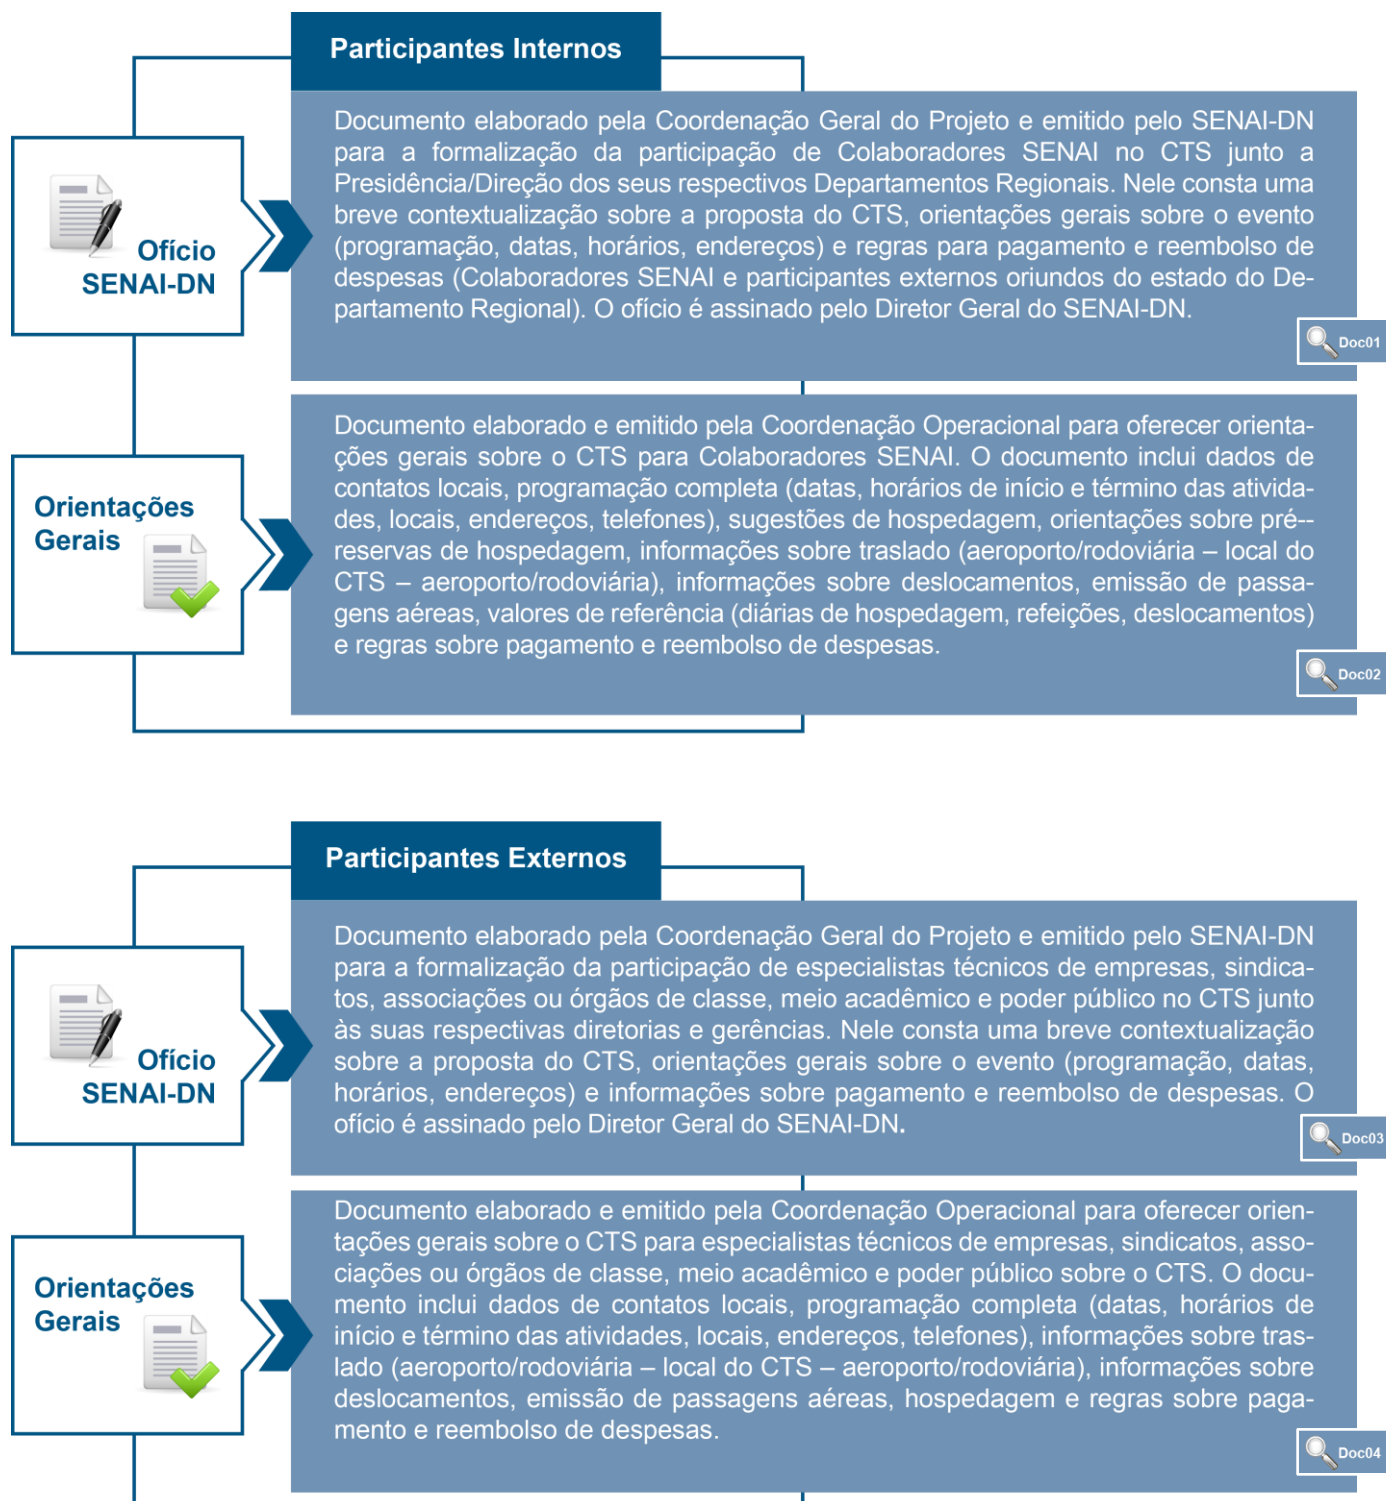 Participantes Internos
Ofício
SENAI-DN
Documento elaborado pela Coordenação Geral do Projeto e emitido pelo SENAI-DN
para a formalização da participação de Colaboradores SENAI no CTS junto a
Presidência/Direção dos seus respectivos Departamentos Regionais. Nele consta uma
breve contextualização sobre a proposta do CTS, orientações gerais sobre o evento
(programação, datas, horários, endereços) e regras para pagamento e reembolso de
despesas (Colaboradores SENAI e participantes externos oriundos do estado do De-
partamento Regional). O ofício é assinado pelo Diretor Geral do SENAI-DN.
Doc01
Orientações
Gerais
Documento elaborado e emitido pela Coordenação Operacional para oferecer orienta-
ções gerais sobre o CTS para Colaboradores SENAI. O documento inclui dados de
contatos locais, programação completa (datas, horários de início e término das ativida-
des, locais, endereços, telefones), sugestões de hospedagem, orientações sobre pré--
reservas de hospedagem, informações sobre traslado (aeroporto/rodoviária – local do
CTS – aeroporto/rodoviária), informações sobre deslocamentos, emissão de passa-
gens aéreas, valores de referência (diárias de hospedagem, refeições, deslocamentos)
e regras sobre pagamento e reembolso de despesas.
Doc02
Participantes Externos
Ofício
SENAI-DN
Documento elaborado pela Coordenação Geral do Projeto e emitido pelo SENAI-DN
para a formalização da participação de especialistas técnicos de empresas, sindica-
tos, associações ou órgãos de classe, meio acadêmico e poder público no CTS junto
às suas respectivas diretorias e gerências. Nele consta uma breve contextualização
sobre a proposta do CTS, orientações gerais sobre o evento (programação, datas,
horários, endereços) e informações sobre pagamento e reembolso de despesas. O
ofício é assinado pelo Diretor Geral do SENAI-DN.
Doc03
Orientações
Gerais
Documento elaborado e emitido pela Coordenação Operacional para oferecer orien-
tações gerais sobre o CTS para especialistas técnicos de empresas, sindicatos, asso-
ciações ou órgãos de classe, meio acadêmico e poder público sobre o CTS. O docu-
mento inclui dados de contatos locais, programação completa (datas, horários de
início e término das atividades, locais, endereços, telefones), informações sobre tras-
lado (aeroporto/rodoviária – local do CTS – aeroporto/rodoviária), informações sobre
deslocamentos, emissão de passagens aéreas, hospedagem e regras sobre paga-
mento e reembolso de despesas.
Doc04